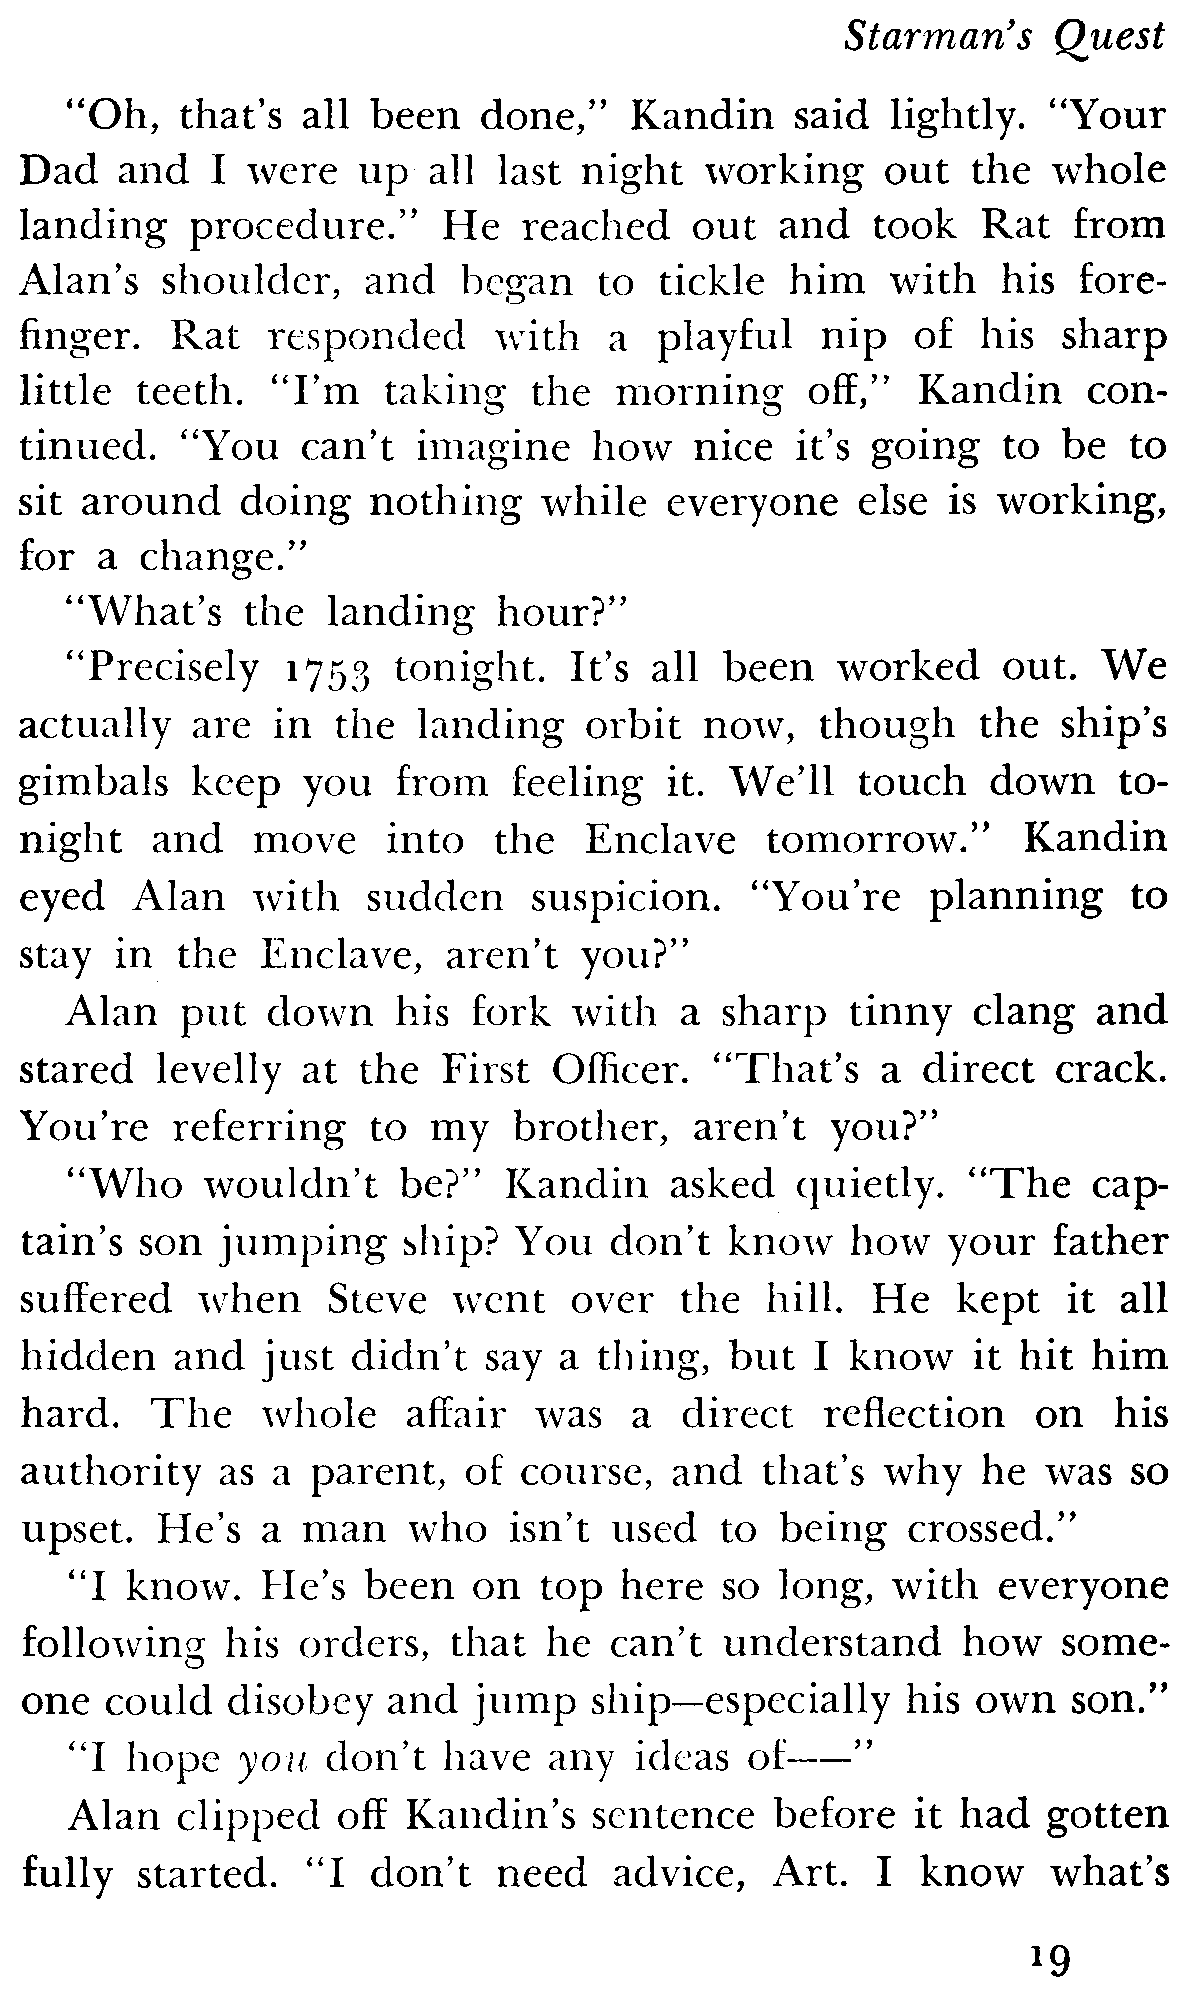 Starman's Quest
“Oh, that's all been done,” Kandin said lightly. “Your
Dad and I were up all last night working out the whole
landing procedure.” He reached out and took Rat from
Alan's shoulder, and began to tickle him with his fore-
finger. Rat responded with a playful nip of his sharp
little teeth. “I'm taking the morning off,” Kandin con-
tinued. “You can't imagine how nice it's going to be to
sit around doing nothing while everyone else is working,
for a change.”
“What's the landing hour?”
“Precisely 1753 tonight. It's all been worked out. We
actually are in the landing orbit now, though the ship's
gimbals keep you from feeling it. We'll touch down to-
night and move into the Enclave tomorrow.” Kandin
eyed Alan with sudden suspicion. “You're planning to
stay in the Enclave, aren't you?”
Alan put down his fork with a sharp tinny clang and
stared levelly at the First Officer. “That's a direct crack.
You're referring to my brother, aren't you?”
“Who wouldn't be?” Kandin asked quietly. “The cap-
tain's son jumping ship? You don't know how your father
suffered when Steve went over the hill. He kept it all
hidden and just didn't say a thing, but I know it hit him
hard. The whole affair was a direct reflection on his
authority as a parent, of course, and that's why he was so
upset. He's a man who isn't used to being crossed.”
“I know. He's been on top here so long, with everyone
following his orders, that he can't understand how some-
one could disobey and jump ship—especially his own son.”
“I hope you don't have any ideas of——”
Alan clipped off Kandin's sentence before it had gotten
fully started. “I don't need advice, Art. I know what's
19